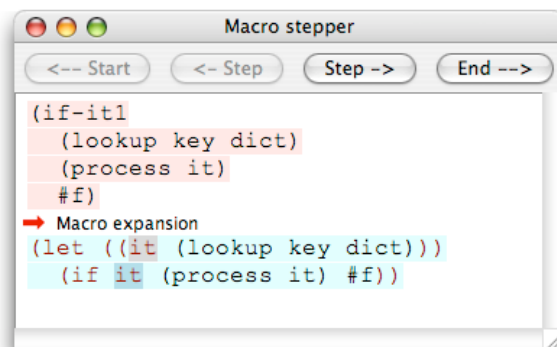 Macro stepper
<-- Start <- Step Step -> End -->
(if-it1
(lookup key dict)
(process it)
#f)
Macro expansion
(let ((it (lookup key dict)))
(if it (process it) #f))